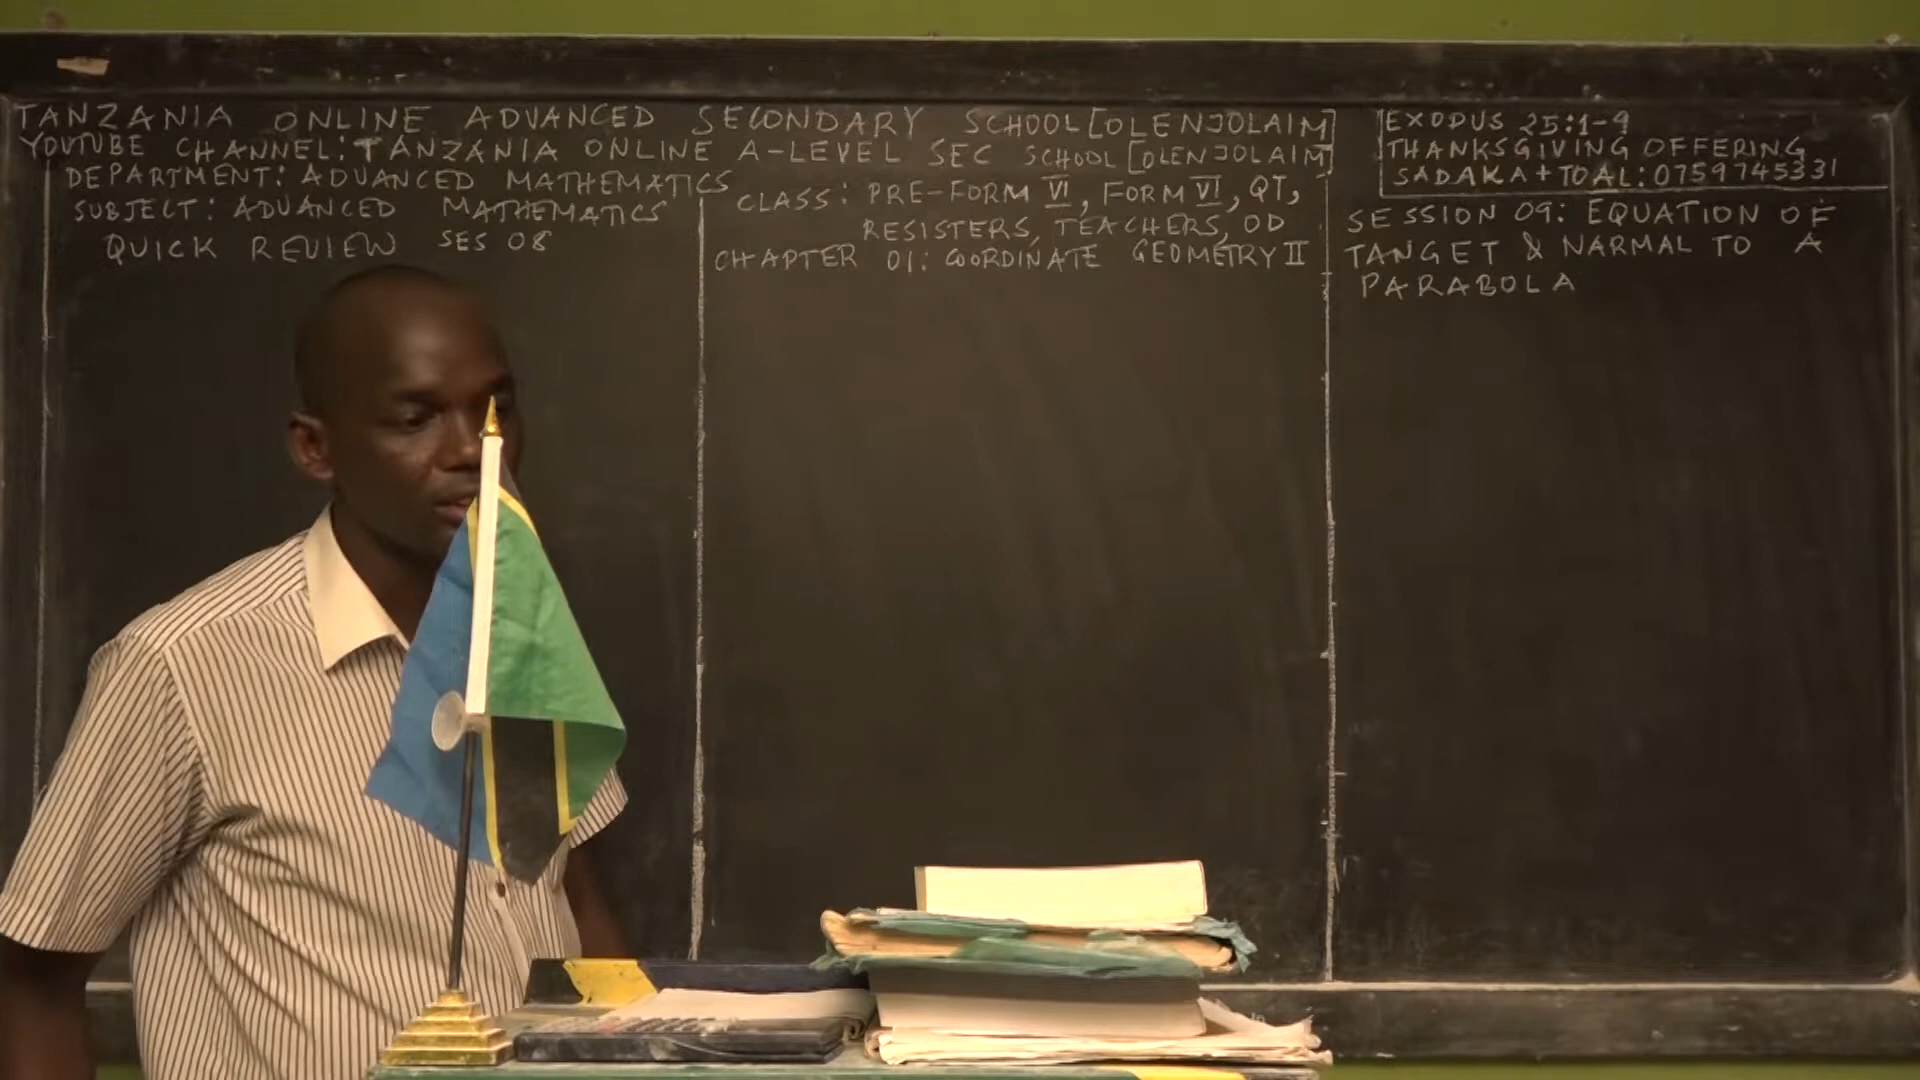 TANZANIA ONLINE ADVANCED SECONDARY SCHOOL [OLENJOLAIM]
YOUTUBE CHANNEL: TANZANIA ONLINE A-LEVEL SEC SCHOOL [OLENJOLAIM]
DEPARTMENT: ADVANCED MATHEMATICS
SUBJECT: ADVANCED MATHEMATICS
QUICK REVIEW SES 08
CLASS: PRE-FORM VI, FORM VI, QT,
RESISTERS, TEACHERS, OD
CHAPTER 01: COORDINATE GEOMETRY II
EXODUS 25:1-9
THANKSGIVING OFFERING
SADAKA + TOAL: 0759745331
SESSION 09: EQUATION OF
TANGET & NARMAL TO A
PARABOLA